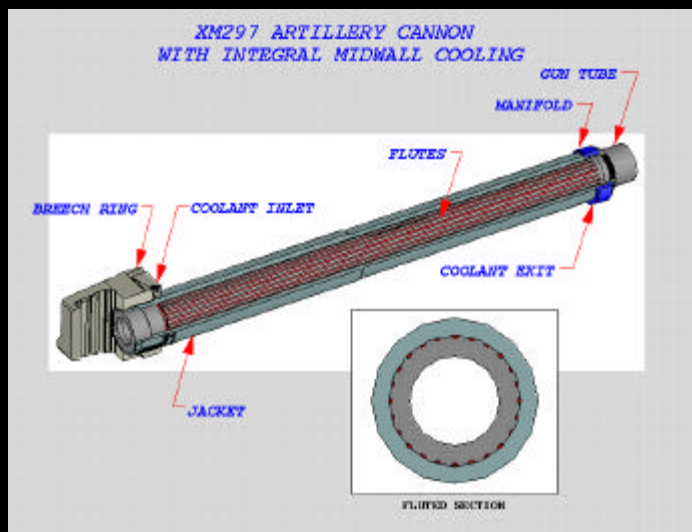 XM297 ARTILLERY CANNON
WITH INTEGRAL MIDWALL COOLING
GUN TUBE
MANIFOLD
FLUTES
BREECH RING
COOLANT INLET
COOLANT EXIT
JACKET
FLUTED SECTION